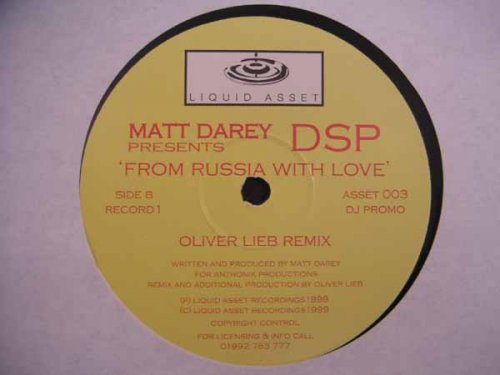 LIQUID ASSET
MATT DAREY
PRESENTS
DSP
'FROM RUSSIA WITH LOVE'
SIDE B
RECORD 1
ASSET 003
DJ PROMO
OLIVER LIEB REMIX
WRITTEN AND PRODUCED BY MATT DAREY
FOR ANTHONIK PRODUCTIONS
REMIX AND ADDITIONAL PRODUCTION BY OLIVER LIEB
(P) LIQUID ASSET RECORDINGS 1999
(C) LIQUID ASSET RECORDINGS 1999
COPYRIGHT CONTROL
FOR LICENSING & INFO CALL
01992 763 777